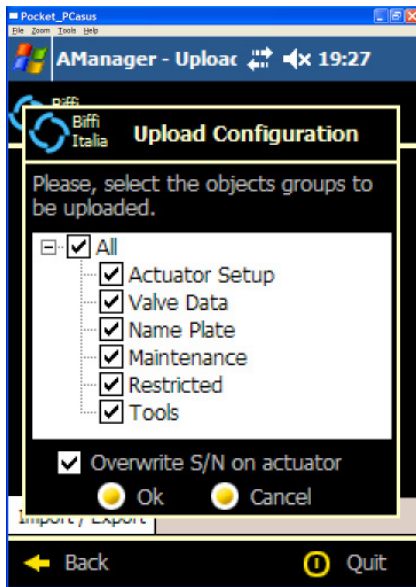 Pocket_PCasus
File Zoom Tools Help
AManager - Uploac 19:27
Biffi
Biffi
Italia
Upload Configuration
Please, select the objects groups to
be uploaded.
All
Actuator Setup
Valve Data
Name Plate
Maintenance
Restricted
Tools
Overwrite S/N on actuator
Ok Cancel
Import / Export
Back Quit